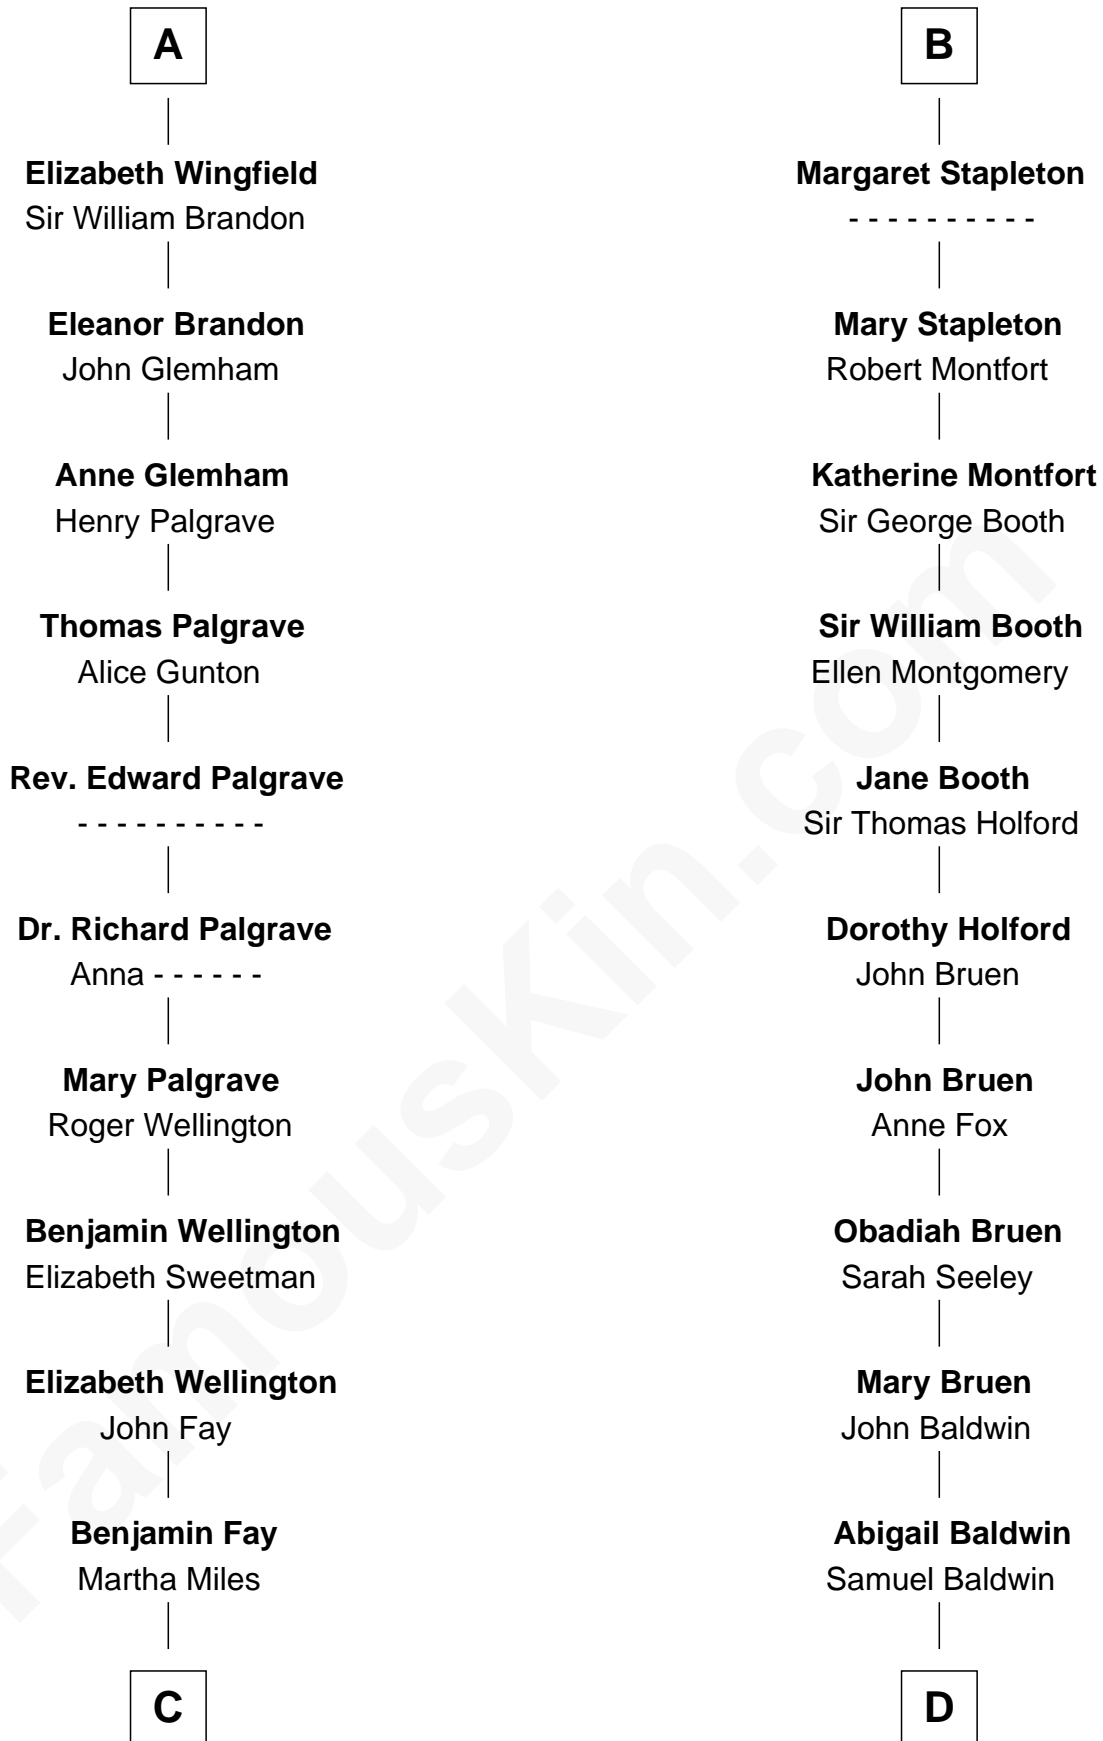 A
Elizabeth Wingfield
Sir William Brandon
Eleanor Brandon
John Glemham
Anne Glemham
Henry Palgrave
Thomas Palgrave
Alice Gunton
Rev. Edward Palgrave
- - - - - - - - - -
Dr. Richard Palgrave
Anna - - - - - -
Mary Palgrave
Roger Wellington
Benjamin Wellington
Elizabeth Sweetman
Elizabeth Wellington
John Fay
Benjamin Fay
Martha Miles
C
B
Margaret Stapleton
- - - - - - - - - -
Mary Stapleton
Robert Montfort
Katherine Montfort
Sir George Booth
Sir William Booth
Ellen Montgomery
Jane Booth
Sir Thomas Holford
Dorothy Holford
John Bruen
John Bruen
Anne Fox
Obadiah Bruen
Sarah Seeley
Mary Bruen
John Baldwin
Abigail Baldwin
Samuel Baldwin
D
FamousKin.com